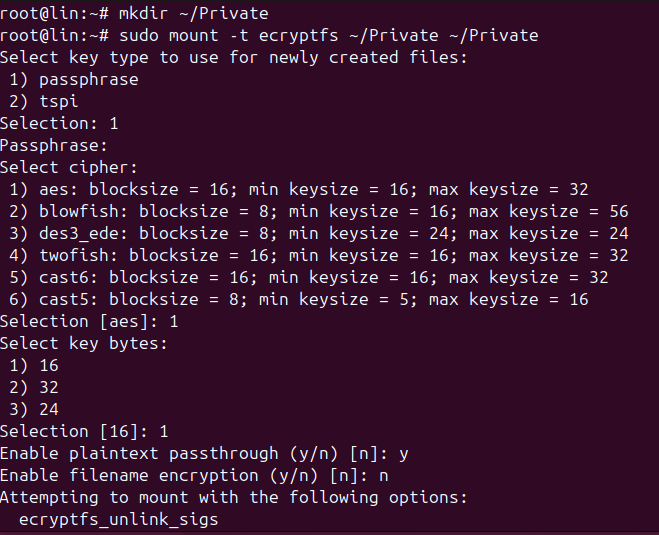 root@lin:~# mkdir ~/Private
root@lin:~# sudo mount -t ecryptfs ~/Private ~/Private
Select key type to use for newly created files:
 1) passphrase
 2) tspi
Selection: 1
Passphrase:
Select cipher:
 1) aes: blocksize = 16; min keysize = 16; max keysize = 32
 2) blowfish: blocksize = 8; min keysize = 16; max keysize = 56
 3) des3_ede: blocksize = 8; min keysize = 24; max keysize = 24
 4) twofish: blocksize = 16; min keysize = 16; max keysize = 32
 5) cast6: blocksize = 16; min keysize = 16; max keysize = 32
 6) cast5: blocksize = 8; min keysize = 5; max keysize = 16
Selection [aes]: 1
Select key bytes:
 1) 16
 2) 32
 3) 24
Selection [16]: 1
Enable plaintext passthrough (y/n) [n]: y
Enable filename encryption (y/n) [n]: n
Attempting to mount with the following options:
  ecryptfs_unlink_sigs